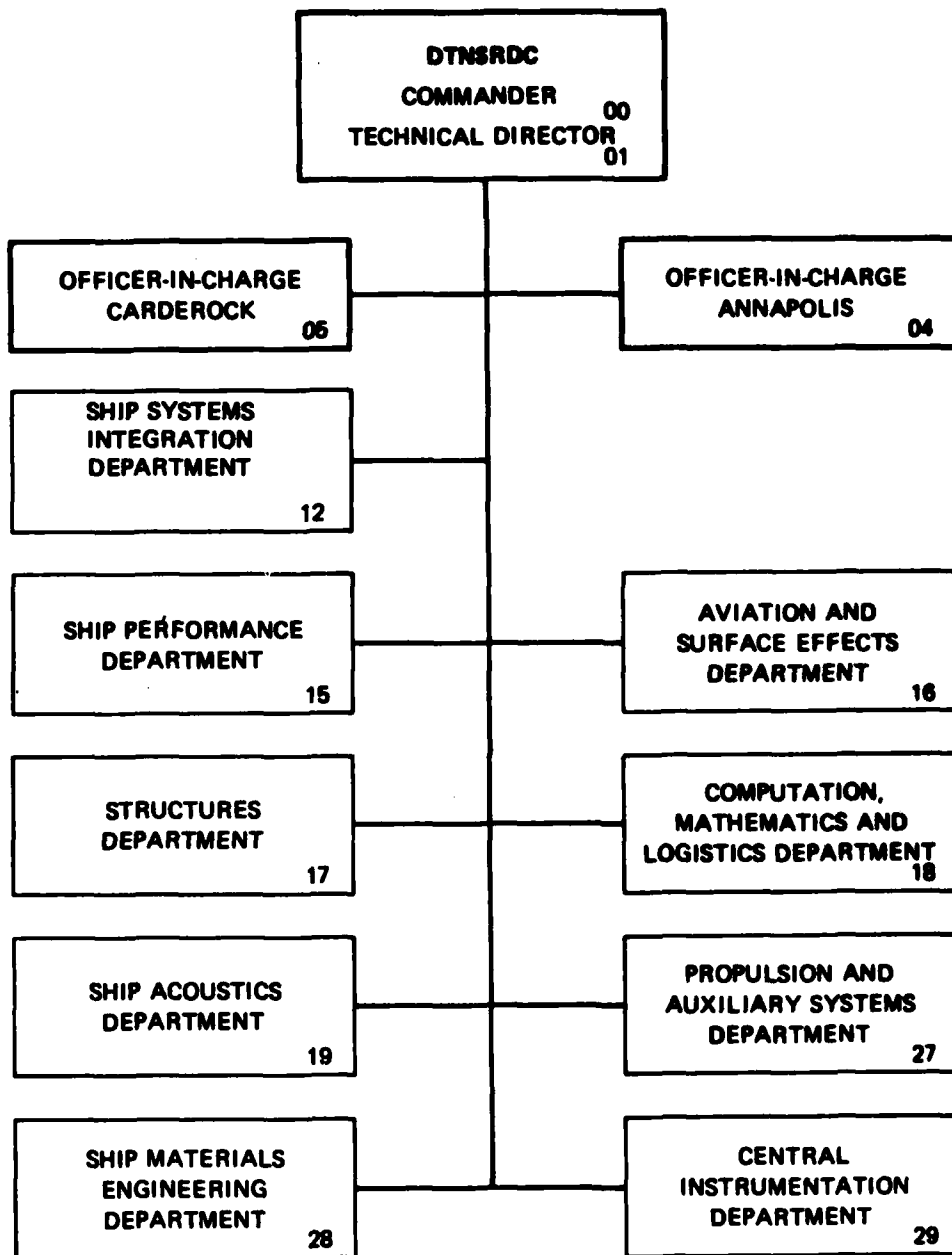 DTNSRDC
COMMANDER
00
TECHNICAL DIRECTOR
01
OFFICER-IN-CHARGE
CARDEROCK
05
OFFICER-IN-CHARGE
ANNAPOLIS
04
SHIP SYSTEMS
INTEGRATION
DEPARTMENT
12
SHIP PERFORMANCE
DEPARTMENT
15
AVIATION AND
SURFACE EFFECTS
DEPARTMENT
16
STRUCTURES
DEPARTMENT
17
COMPUTATION,
MATHEMATICS AND
LOGISTICS DEPARTMENT
18
SHIP ACOUSTICS
DEPARTMENT
19
PROPULSION AND
AUXILIARY SYSTEMS
DEPARTMENT
27
SHIP MATERIALS
ENGINEERING
DEPARTMENT
28
CENTRAL
INSTRUMENTATION
DEPARTMENT
29